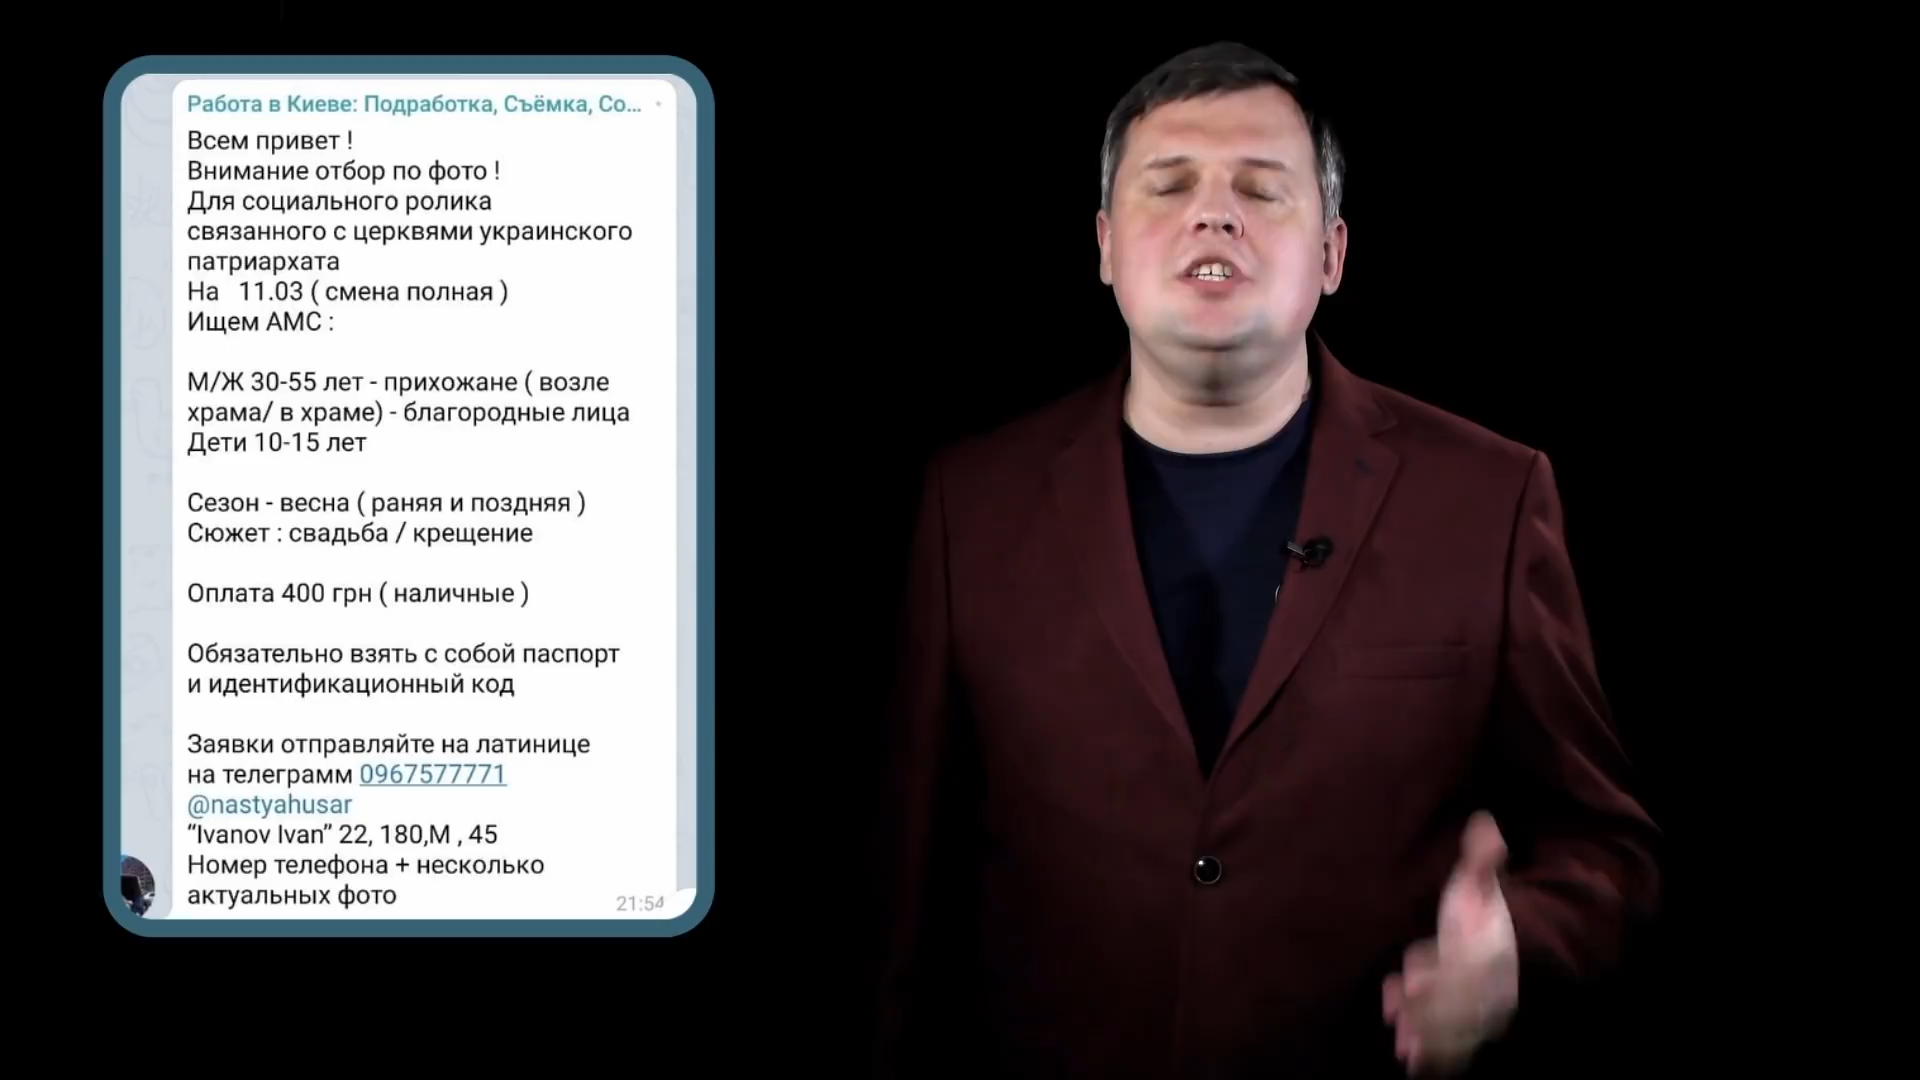 Работа в Киеве: Подработка, Съёмка, Со...
Всем привет !
Внимание отбор по фото !
Для социального ролика
связанного с церквями украинского
патриархата
На 11.03 ( смена полная )
Ищем АМС :
М/Ж 30-55 лет - прихожане ( возле
храма/ в храме) - благородные лица
Дети 10-15 лет
Сезон - весна ( раняя и поздняя )
Сюжет : свадьба / крещение
Оплата 400 грн ( наличные )
Обязательно взять с собой паспорт
и идентификационный код
Заявки отправляйте на латинице
на телеграмм 0967577771
@nastyahusar
“Ivanov Ivan” 22, 180,М , 45
Номер телефона + несколько
актуальных фото
21:54